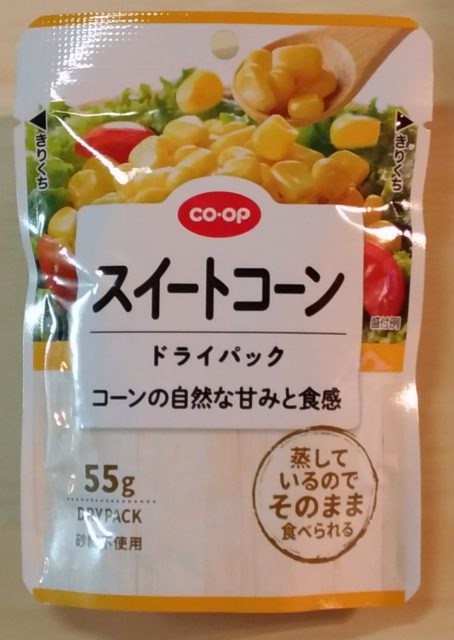 きりくち
きりくち
CO·OP
スイートコーン
盛付例
ドライパック
コーンの自然な甘みと食感
55g
DRYPACK
砂糖不使用
蒸して
いるので
そのまま
食べられる